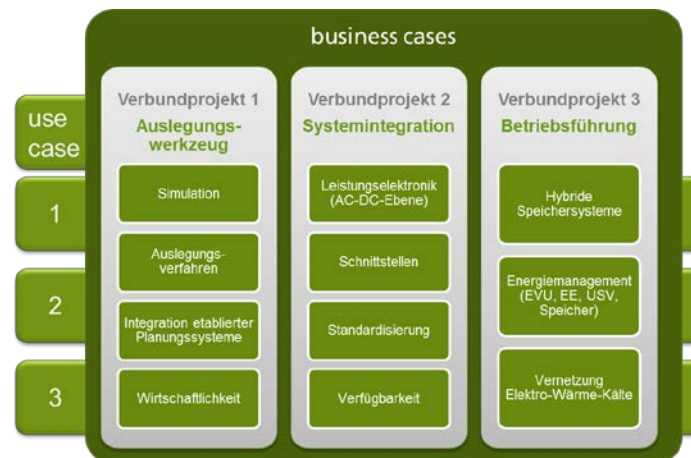 business cases
use
case
1
2
3
Verbundprojekt 1
Auslegungs-
werkzeug
Simulation
Auslegungs-
verfahren
Integration etablierter
Planungssysteme
Wirtschaftlichkeit
Verbundprojekt 2
Systemintegration
Leistungselektronik
(AC-DC-Ebene)
Schnittstellen
Standardisierung
Verfügbarkeit
Verbundprojekt 3
Betriebsführung
Hybride
Speichersysteme
Energiemanagement
(EVU, EE, USV,
Speicher)
Vernetzung
Elektro-Wärme-Kälte